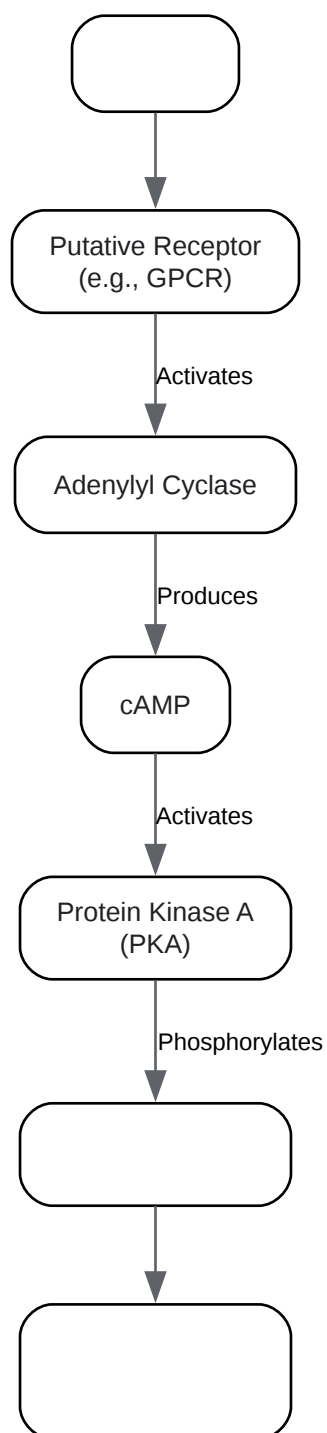 Putative Receptor
(e.g., GPCR)
Activates
Adenylyl Cyclase
Produces
cAMP
Activates
Protein Kinase A
(PKA)
Phosphorylates